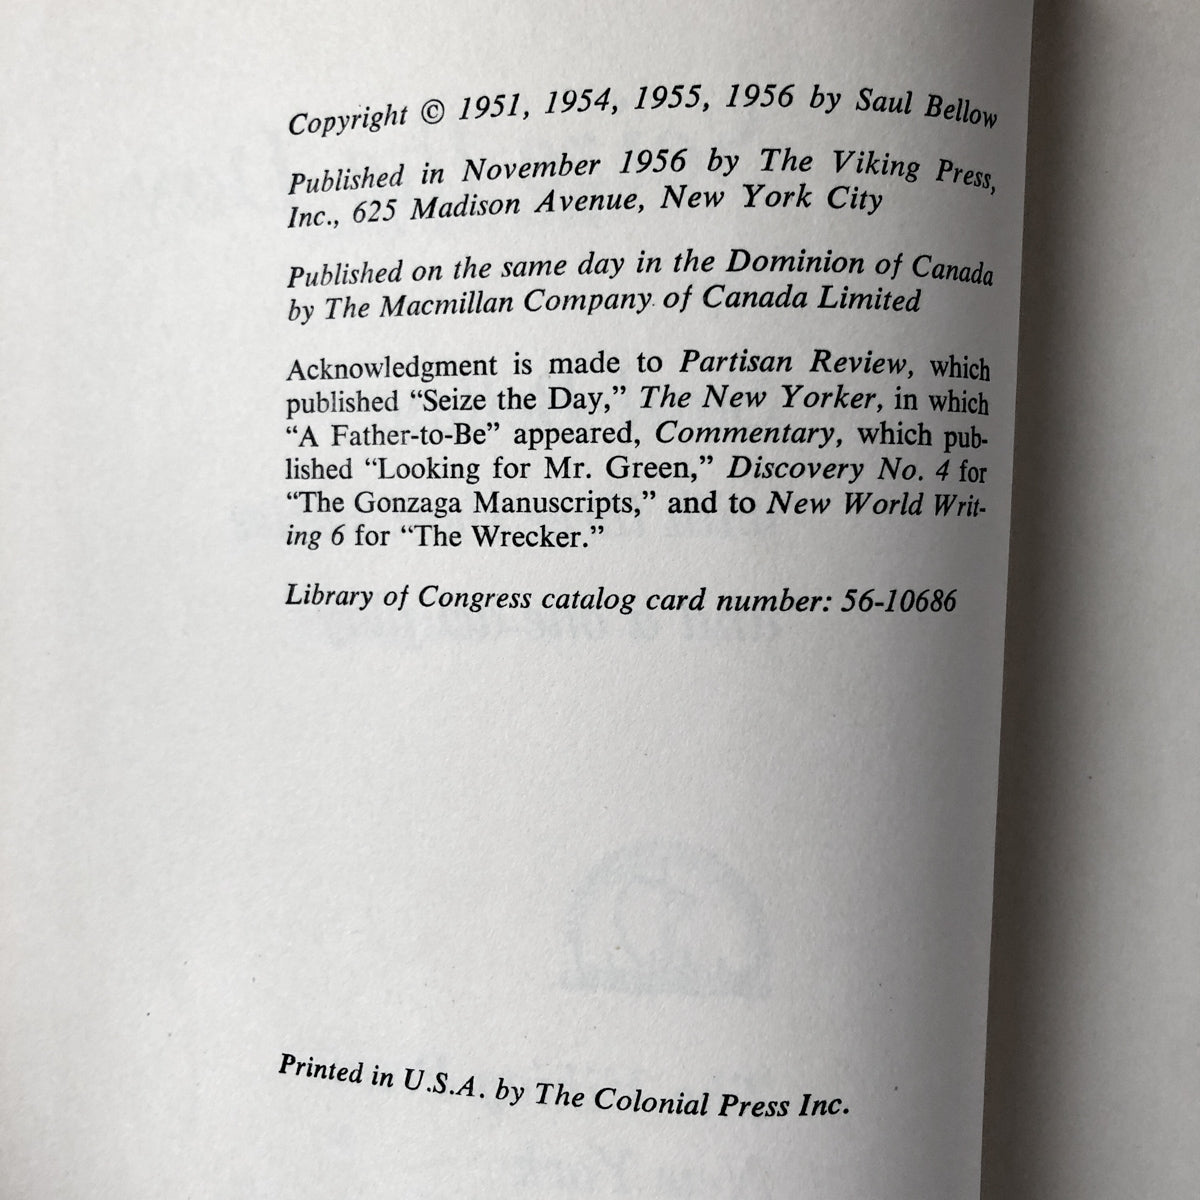 Copyright © 1951, 1954, 1955, 1956 by Saul Bellow
Published in November 1956 by The Viking Press,
Inc., 625 Madison Avenue, New York City
Published on the same day in the Dominion of Canada
by The Macmillan Company of Canada Limited
Acknowledgment is made to Partisan Review, which
published “Seize the Day,” The New Yorker, in which
“A Father-to-Be” appeared, Commentary, which pub-
lished “Looking for Mr. Green,” Discovery No. 4 for
“The Gonzaga Manuscripts,” and to New World Writ-
ing 6 for “The Wrecker.”
Library of Congress catalog card number: 56-10686
Printed in U.S.A. by The Colonial Press Inc.